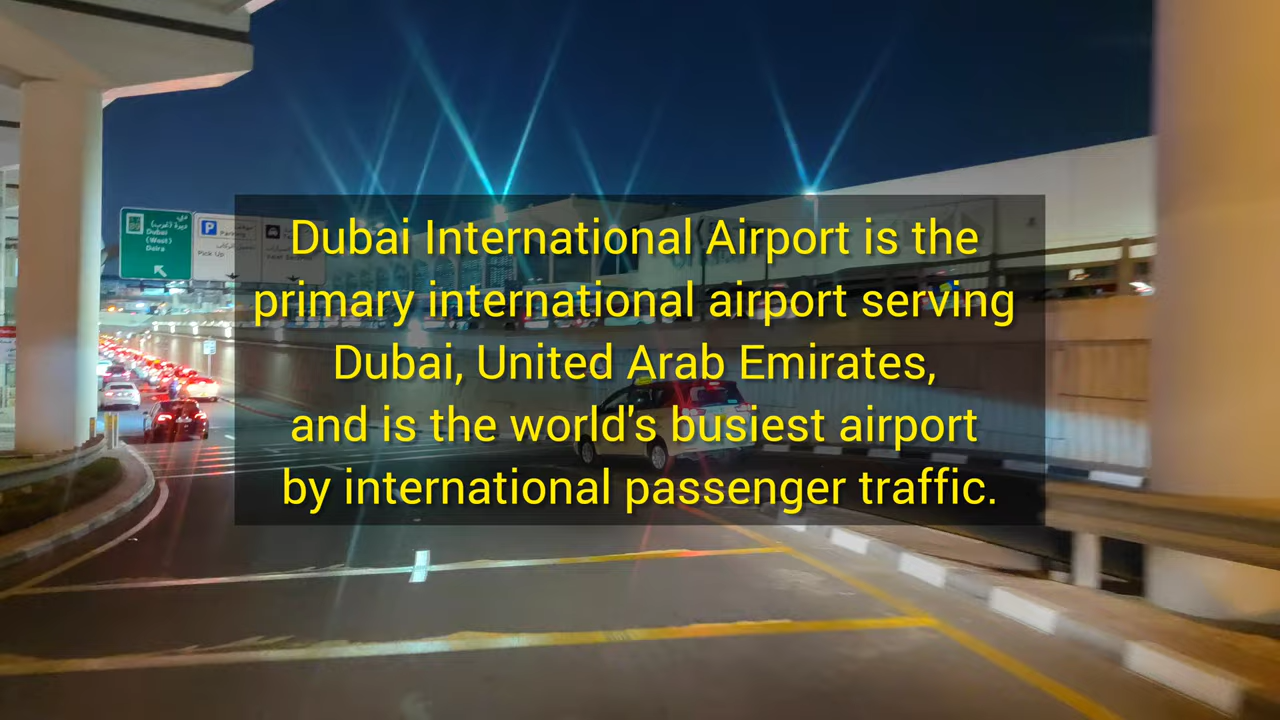 Dubai International Airport is the
primary international airport serving
Dubai, United Arab Emirates,
and is the world's busiest airport
by international passenger traffic.
Dubai
(West)
Deira
P
Parking
Pick Up